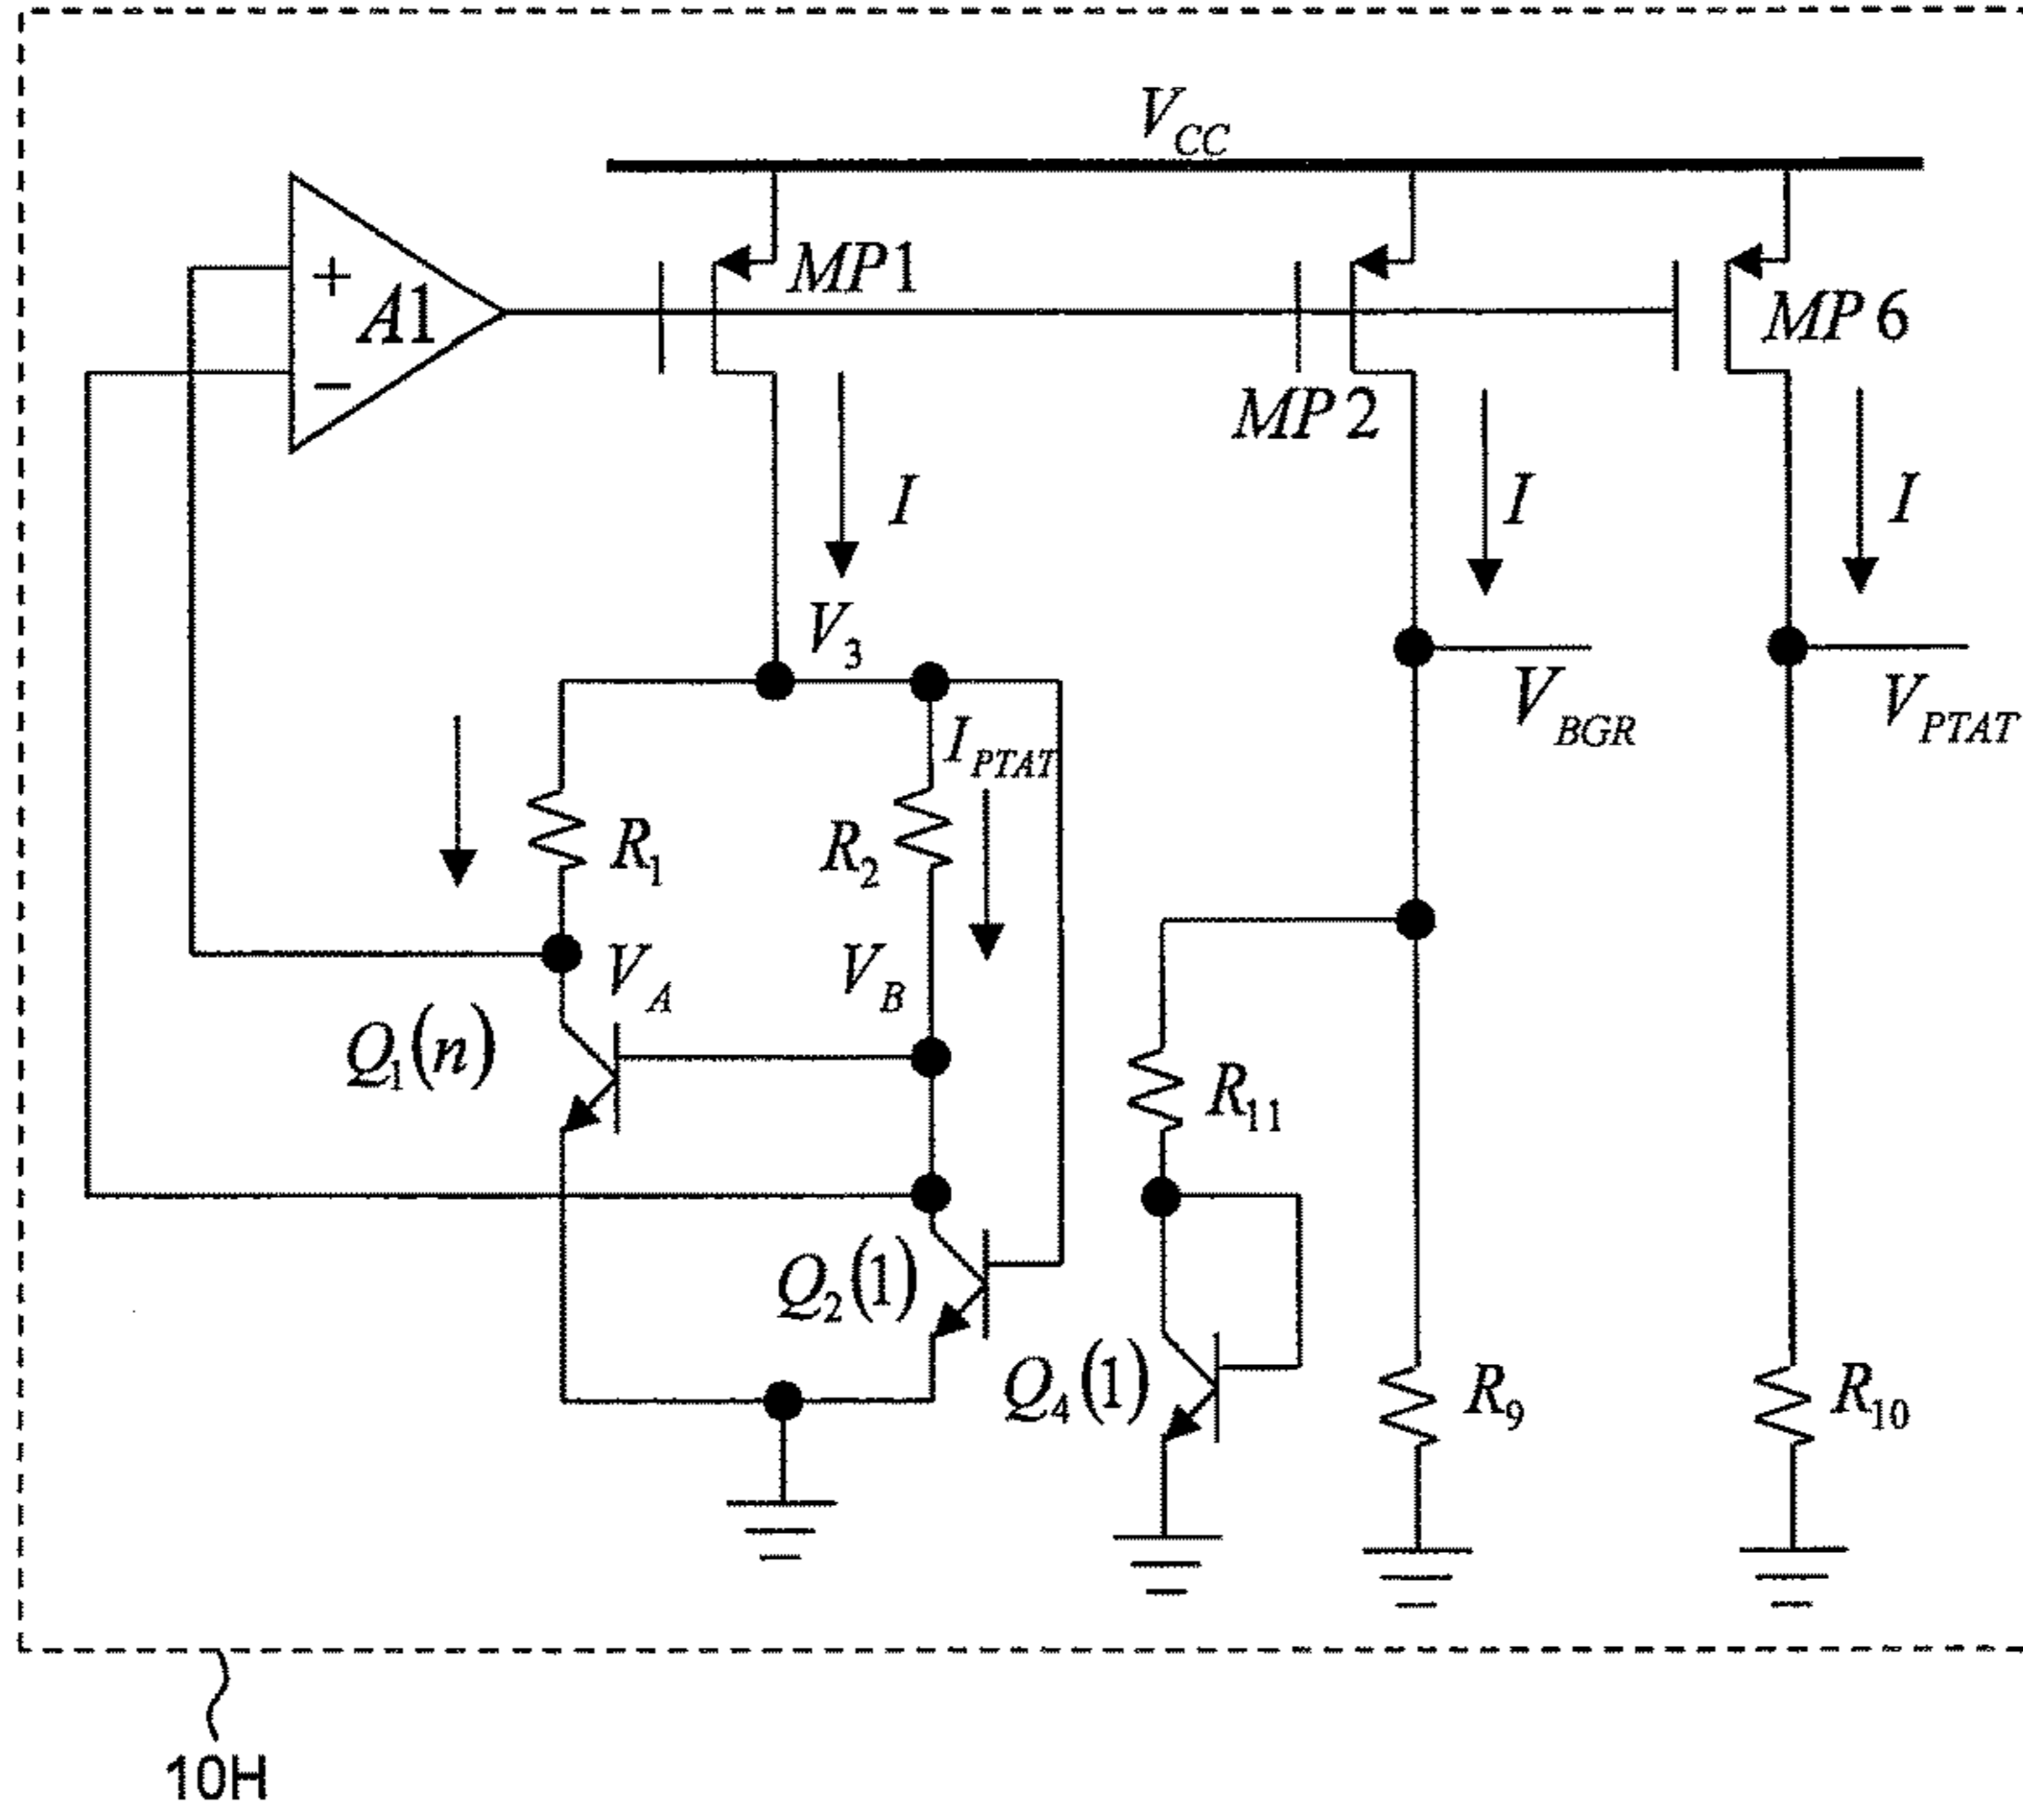 V_CC
+
A1
−
MP1
MP2
MP6
I
I
I
V_3
V_BGR
V_PTAT
I_PTAT
R_1
R_2
V_A
V_B
Q_1(n)
R_11
Q_2(1)
Q_4(1)
R_9
R_10
10H